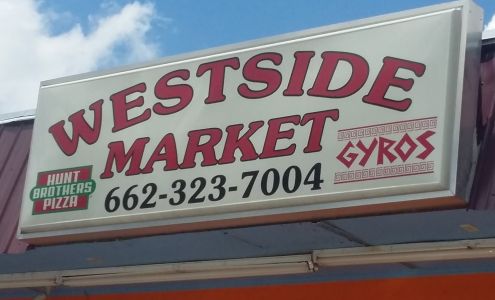 WESTSIDE
MARKET
HUNT
BROTHERS
PIZZA
662-323-7004
GYROS